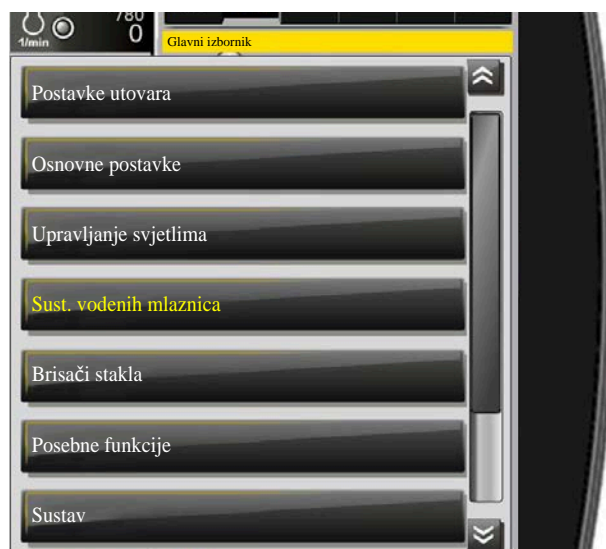 780
1/min
0
Glavni izbornik
Postavke utovara
Osnovne postavke
Upravljanje svjetlima
Sust. vodenih mlaznica
Brisači stakla
Posebne funkcije
Sustav